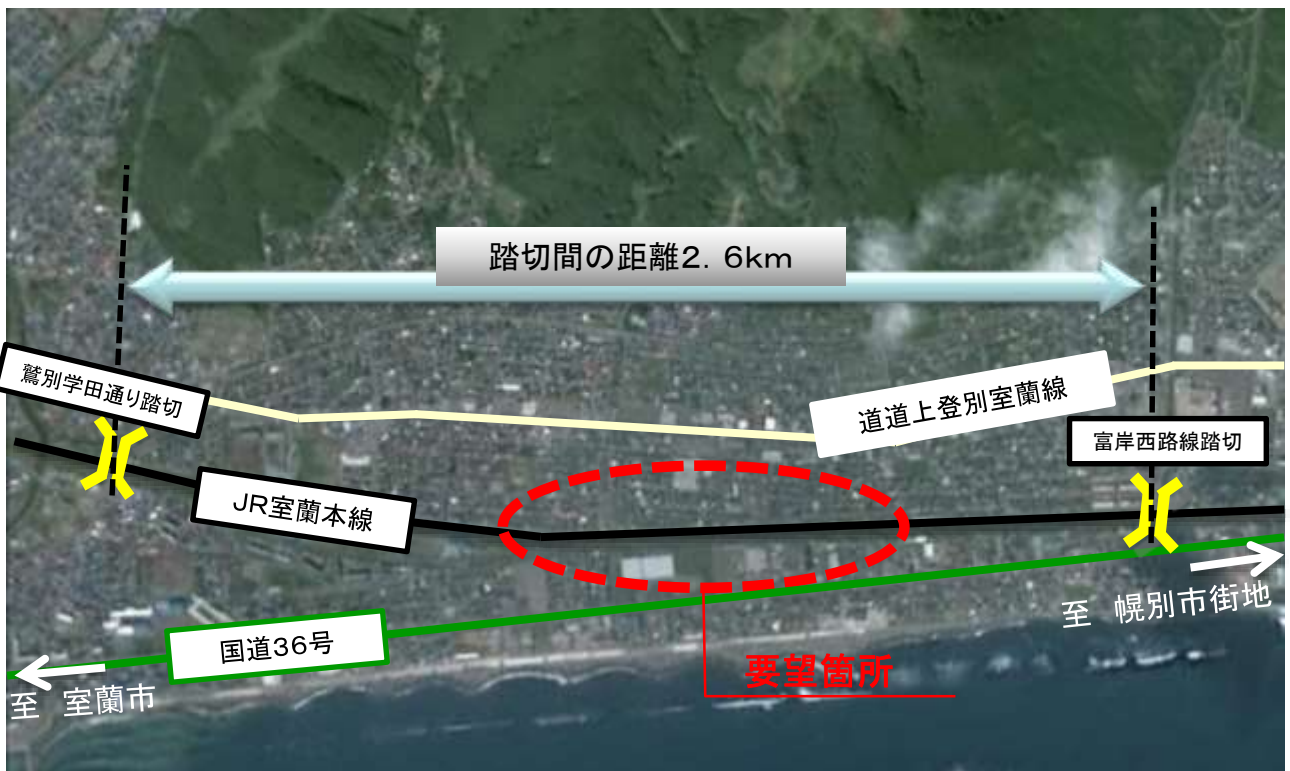 踏切間の距離2．6km
鷲別学田通り踏切
道道上登別室蘭線
富岸西路線踏切
JR室蘭本線
国道36号
至　幌別市街地
要望箇所
至　室蘭市